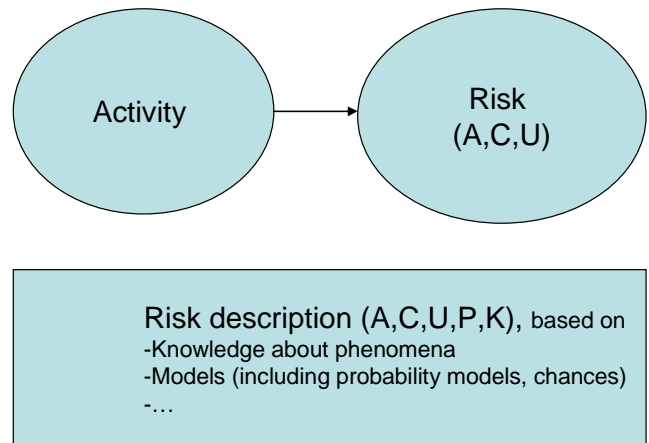 Activity
Risk
(A,C,U)
Risk description (A,C,U,P,K), based on
-Knowledge about phenomena
-Models (including probability models, chances)
-…